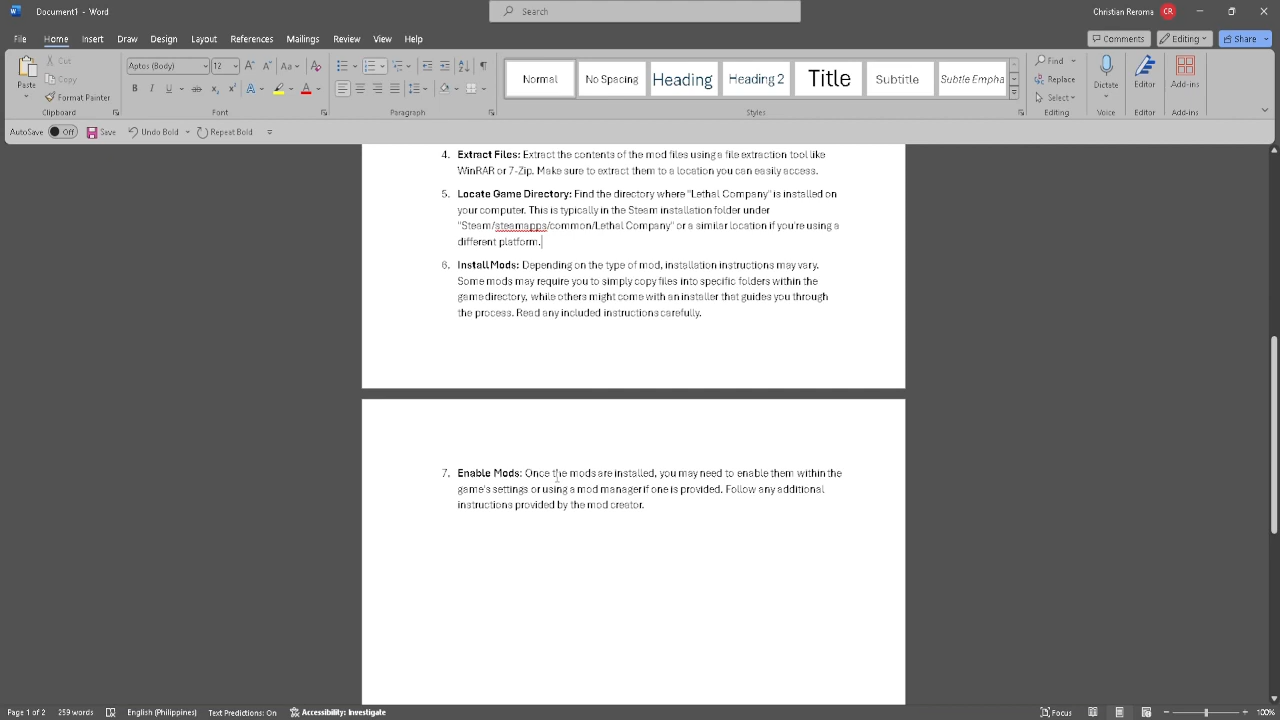 Document1 - Word
Search
Christian Reroma CR
File Home Insert Draw Design Layout References Mailings Review View Help
Comments Editing Share
Paste
Cut
Copy
Format Painter
Clipboard
Aptos (Body) 12
Font
Paragraph
Normal
No Spacing
Heading
Heading 2
Title
Subtitle
Subtle Empha
Styles
Find
Replace
Select
Editing
Dictate
Voice
Editor
Editor
Add-ins
Add-ins
AutoSave Off Save Undo Bold Repeat Bold
4. Extract Files: Extract the contents of the mod files using a file extraction tool like
WinRAR or 7-Zip. Make sure to extract them to a location you can easily access.
5. Locate Game Directory: Find the directory where "Lethal Company" is installed on
your computer. This is typically in the Steam installation folder under
"Steam/steamapps/common/Lethal Company" or a similar location if you're using a
different platform.
6. Install Mods: Depending on the type of mod, installation instructions may vary.
Some mods may require you to simply copy files into specific folders within the
game directory, while others might come with an installer that guides you through
the process. Read any included instructions carefully.
7. Enable Mods: Once the mods are installed, you may need to enable them within the
game's settings or using a mod manager if one is provided. Follow any additional
instructions provided by the mod creator.
Page 1 of 2 259 words English (Philippines) Text Predictions: On Accessibility: Investigate Focus 100%